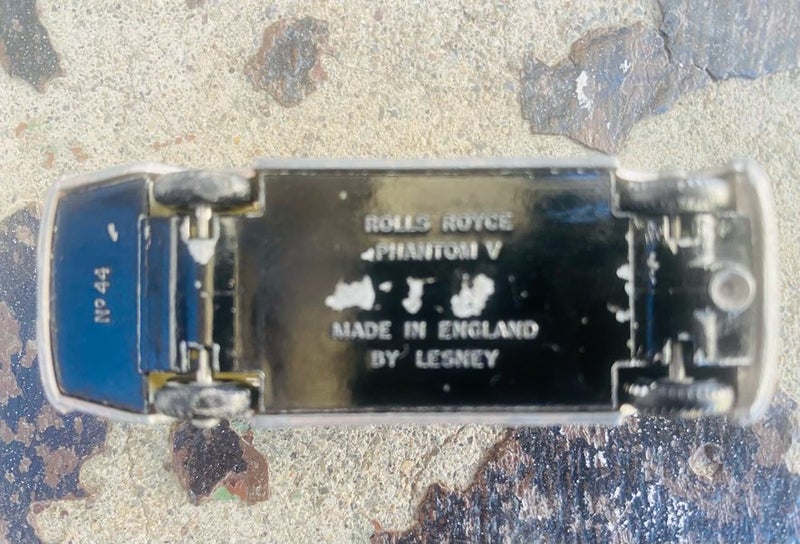 ROLLS ROYCE
PHANTOM V
MADE IN ENGLAND
BY LESNEY
Nº 44